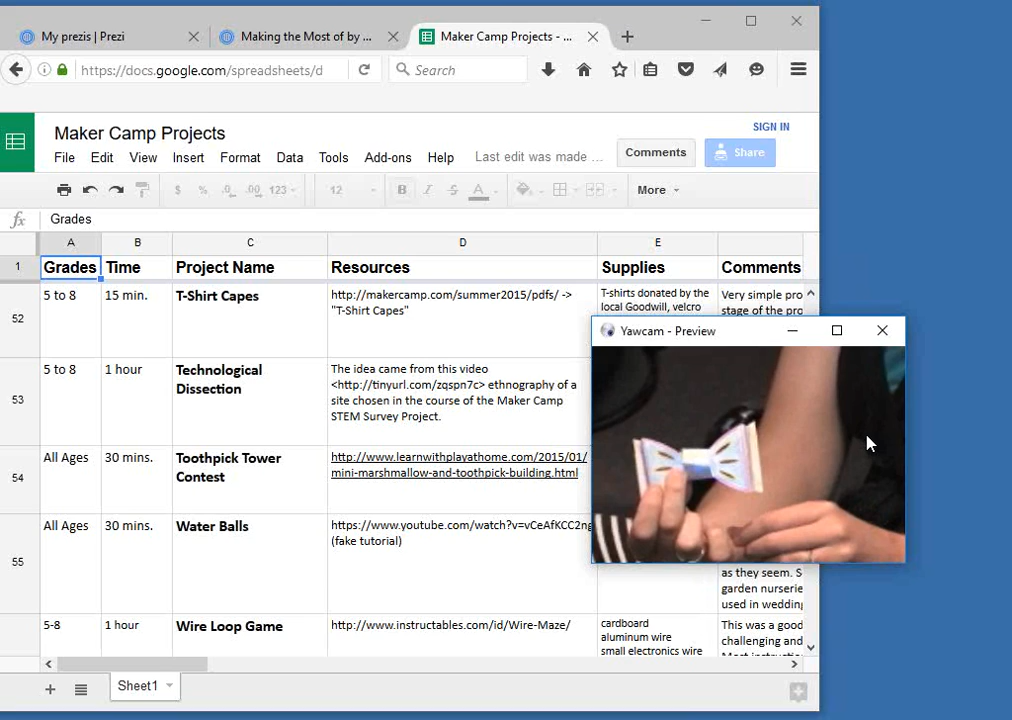 My prezis | Prezi
Making the Most of by ...
Maker Camp Projects - ...
https://docs.google.com/spreadsheets/d
Search
Maker Camp Projects
SIGN IN
File Edit View Insert Format Data Tools Add-ons Help Last edit was made ...
Comments
Share
$ % .0 .00 123 12 B I S A More
fx Grades
A B C D E
1 Grades Time Project Name Resources Supplies Comments
52 5 to 8 15 min. T-Shirt Capes
http://makercamp.com/summer2015/pdfs/ ->
"T-Shirt Capes"
T-shirts donated by the
local Goodwill, velcro
Very simple pro
stage of the pro
Yawcam - Preview
53 5 to 8 1 hour Technological
Dissection
The idea came from this video
<http://tinyurl.com/zqspn7c> ethnography of a
site chosen in the course of the Maker Camp
STEM Survey Project.
54 All Ages 30 mins. Toothpick Tower
Contest
http://www.learnwithplayathome.com/2015/01/
mini-marshmallow-and-toothpick-building.html
55 All Ages 30 mins. Water Balls
https://www.youtube.com/watch?v=vCeAfKCC2ng
(fake tutorial)
as they seem. S
garden nurserie
used in wedding
5-8 1 hour Wire Loop Game
http://www.instructables.com/id/Wire-Maze/
cardboard
aluminum wire
small electronics wire
This was a good
challenging and
Sheet1